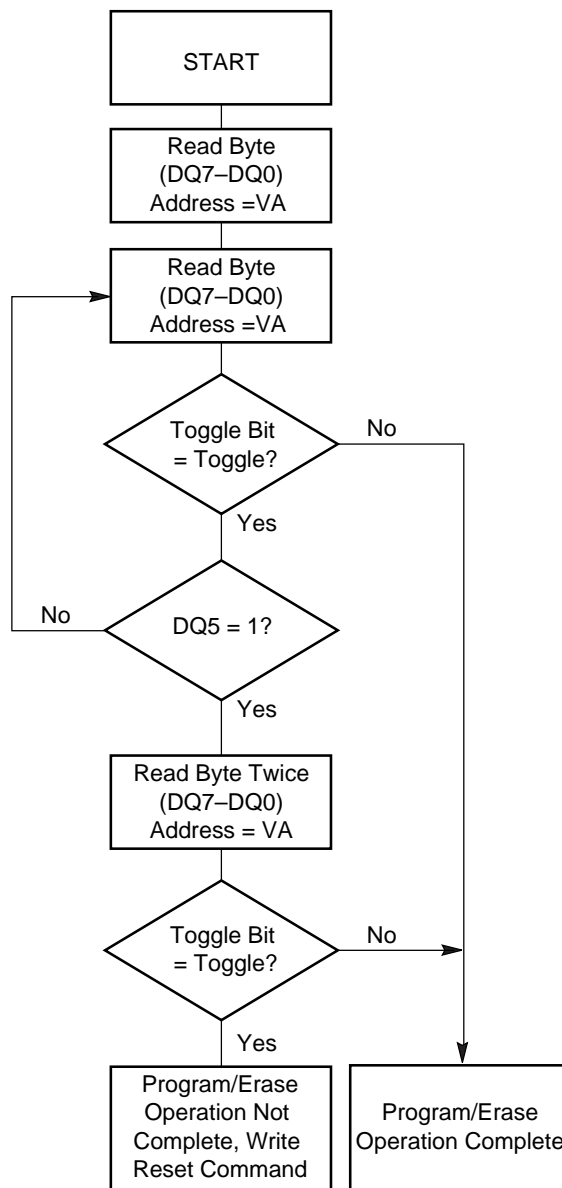 START
Read Byte
(DQ7–DQ0)
Address =VA
Read Byte
(DQ7–DQ0)
Address =VA
Toggle Bit
= Toggle?
No
Yes
No
DQ5 = 1?
Yes
Read Byte Twice
(DQ7–DQ0)
Address = VA
Toggle Bit
= Toggle?
No
Yes
Program/Erase
Operation Not
Complete, Write
Reset Command
Program/Erase
Operation Complete